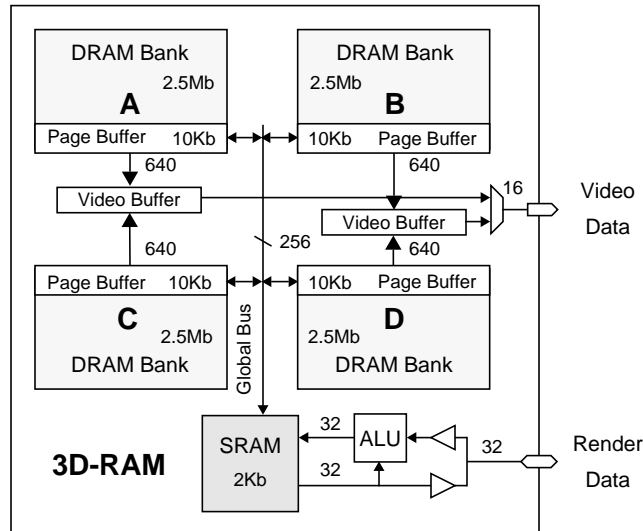 DRAM Bank
2.5Mb
A
Page Buffer 10Kb
DRAM Bank
2.5Mb
B
10Kb Page Buffer
640
640
Video Buffer
Video Buffer
16
Video
Data
640
256
640
Page Buffer 10Kb
C
2.5Mb
DRAM Bank
10Kb Page Buffer
D
2.5Mb
DRAM Bank
Global Bus
3D-RAM
SRAM
2Kb
32
32
ALU
32
Render
Data